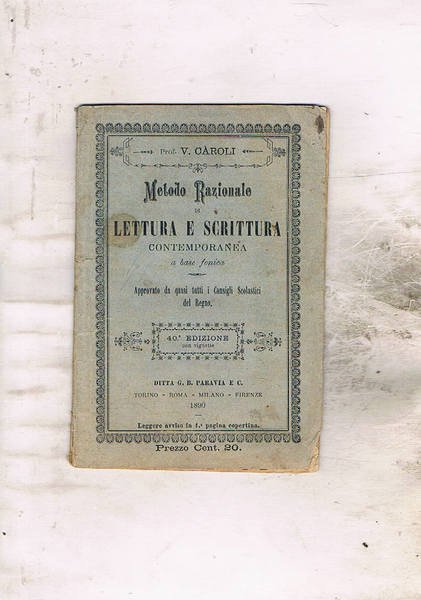 Prof. V. CÀROLI
Metodo Razionale
DI
LETTURA E SCRITTURA
CONTEMPORANEA
a base fonica
Approvato da quasi tutti i Consigli Scolastici
del Regno.
40.ª EDIZIONE
con vignette
DITTA G. B. PARAVIA E C.
TORINO - ROMA - MILANO - FIRENZE
1890
Leggere avviso in 4.ª pagina copertina.
Prezzo Cent. 20.